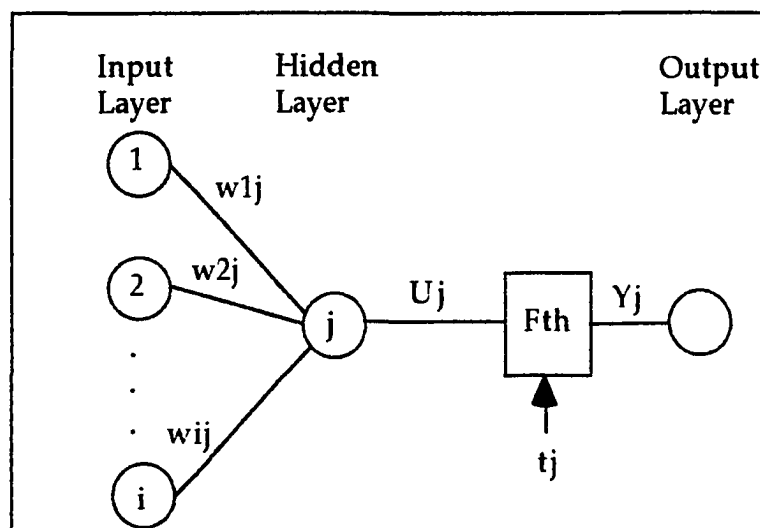 Input Layer
Hidden Layer
Output Layer
1
w1j
2
w2j
j
Uj
Fth
Yj
.
.
.
wij
tj
i